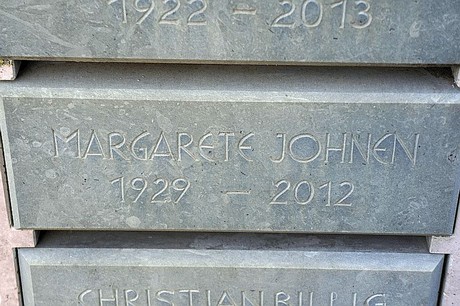 1922 – 2013
MARGARETE JOHNEN
1929 – 2012
CHRISTIAN BILLIG